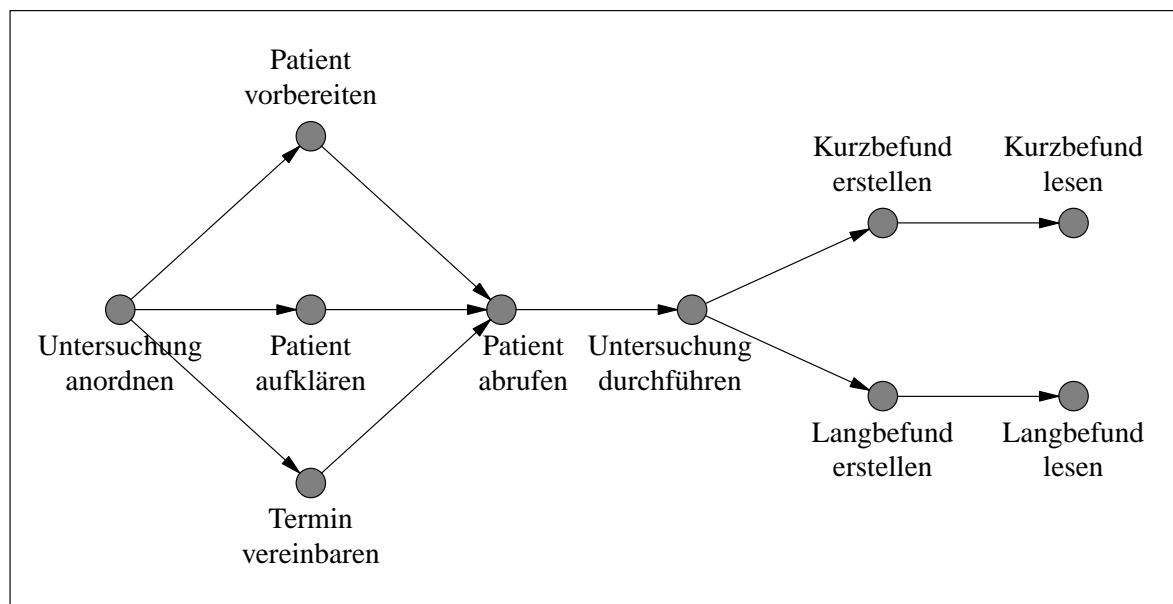 Patient
vorbereiten
Kurzbefund
erstellen
Kurzbefund
lesen
Untersuchung
anordnen
Patient
aufklären
Patient
abrufen
Untersuchung
durchführen
Langbefund
erstellen
Langbefund
lesen
Termin
vereinbaren